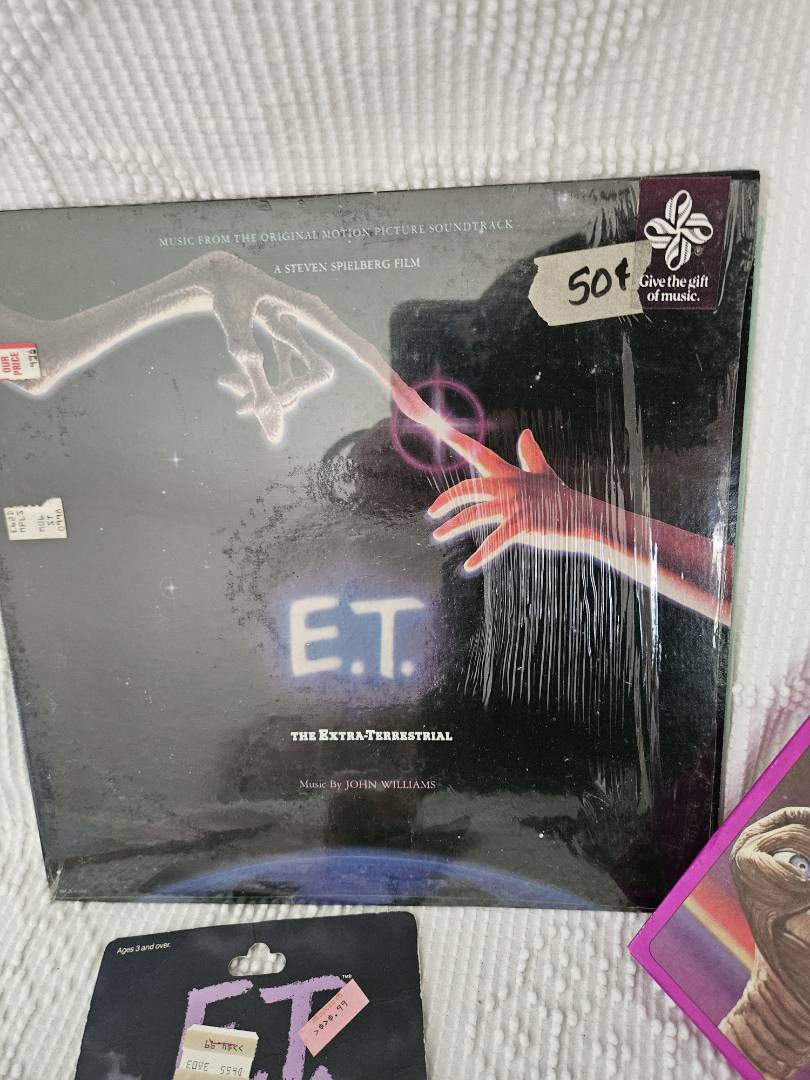 MUSIC FROM THE ORIGINAL MOTION PICTURE SOUNDTRACK
A STEVEN SPIELBERG FILM
50¢
Give the gift
of music.
OUR
PRICE
E.T.
THE EXTRA-TERRESTRIAL
Music By JOHN WILLIAMS
Ages 3 and over.
E.T.
™